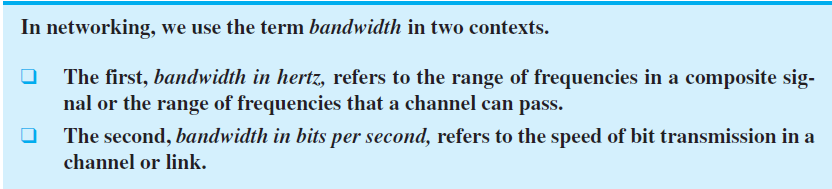 In networking, we use the term bandwidth in two contexts.
❑ The first, bandwidth in hertz, refers to the range of frequencies in a composite sig-
nal or the range of frequencies that a channel can pass.
❑ The second, bandwidth in bits per second, refers to the speed of bit transmission in a
channel or link.